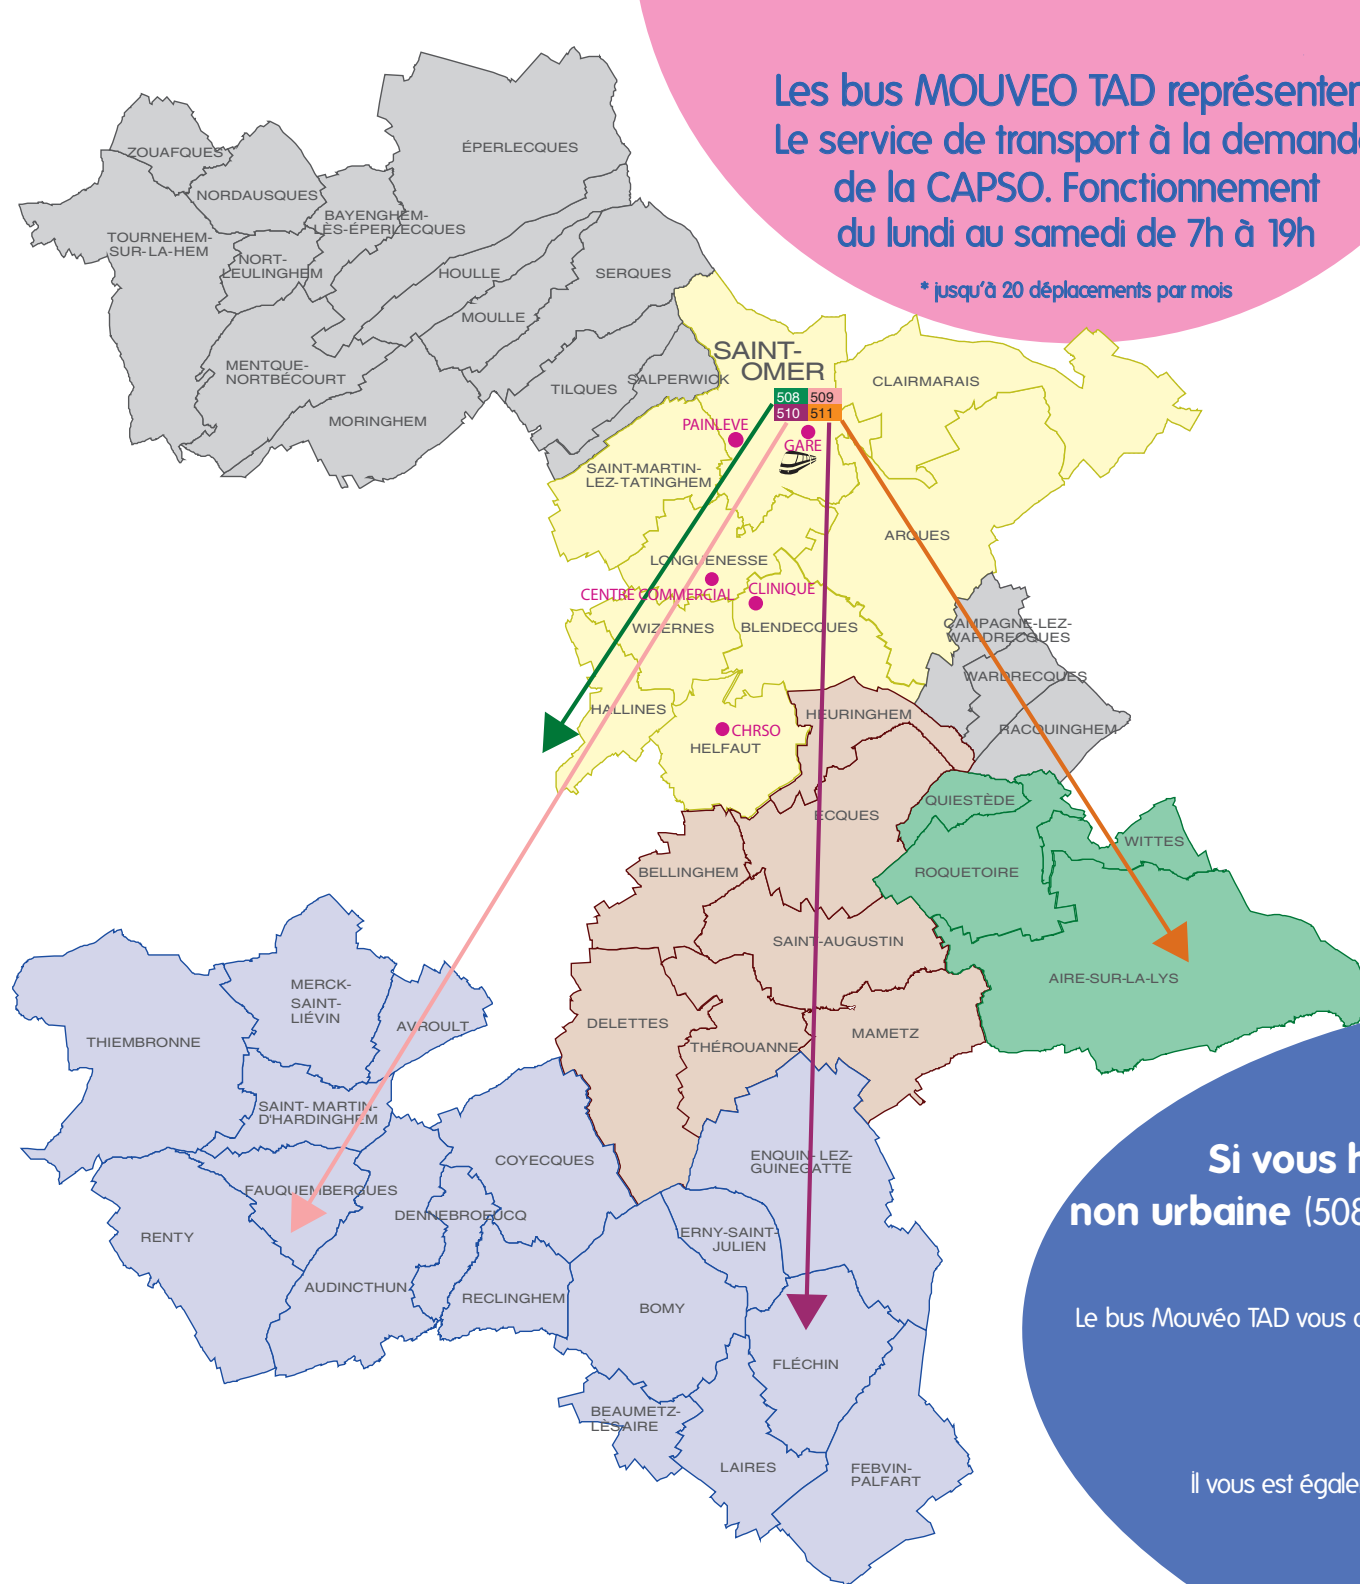 Les bus MOUVEO TAD représenten
Le service de transport à la demande
de la CAPSO. Fonctionnement
du lundi au samedi de 7h à 19h
* jusqu'à 20 déplacements par mois
ÉPERLECQUES
ZOUAFQUES
NORDAUSQUES
BAYENGHEM-
LÈS-ÉPERLECQUES
TOURNEHEM-
SUR-LA-HEM
NORT-
LEULINGHEM
HOULLE
SERQUES
MOULLE
MENTQUE-
NORTBÉCOURT
TILQUES
SALPERWICK
MORINGHEM
SAINT-
OMER
508 509
510 511
CLAIRMARAIS
PAINLEVE
GARE
SAINT-MARTIN-
LEZ-TATINGHEM
ARQUES
LONGUENESSE
CENTRE COMMERCIAL
CLINIQUE
WIZERNES
BLENDECQUES
CAMPAGNE-LEZ-
WARDRECQUES
WARDRECQUES
RACQUINGHEM
HALLINES
HEURINGHEM
CHRSO
HELFAUT
QUIESTÈDE
ECQUES
WITTES
BELLINGHEM
ROQUETOIRE
SAINT-AUGUSTIN
AIRE-SUR-LA-LYS
MERCK-
SAINT-
LIÉVIN
AVROULT
DELETTES
THIEMBRONNE
THÉROUANNE
MAMETZ
SAINT- MARTIN-
D'HARDINGHEM
COYECQUES
ENQUIN- LEZ-
GUINEGATTE
FAUQUEMBERGUES
DENNEBROEUCQ
RENTY
ERNY-SAINT-
JULIEN
AUDINCTHUN
RECLINGHEM
BOMY
FLÉCHIN
BEAUMETZ-
LÈSAIRE
LAIRES
FEBVIN-
PALFART
Si vous h
non urbaine (508
Le bus Mouvéo TAD vous
Il vous est égale